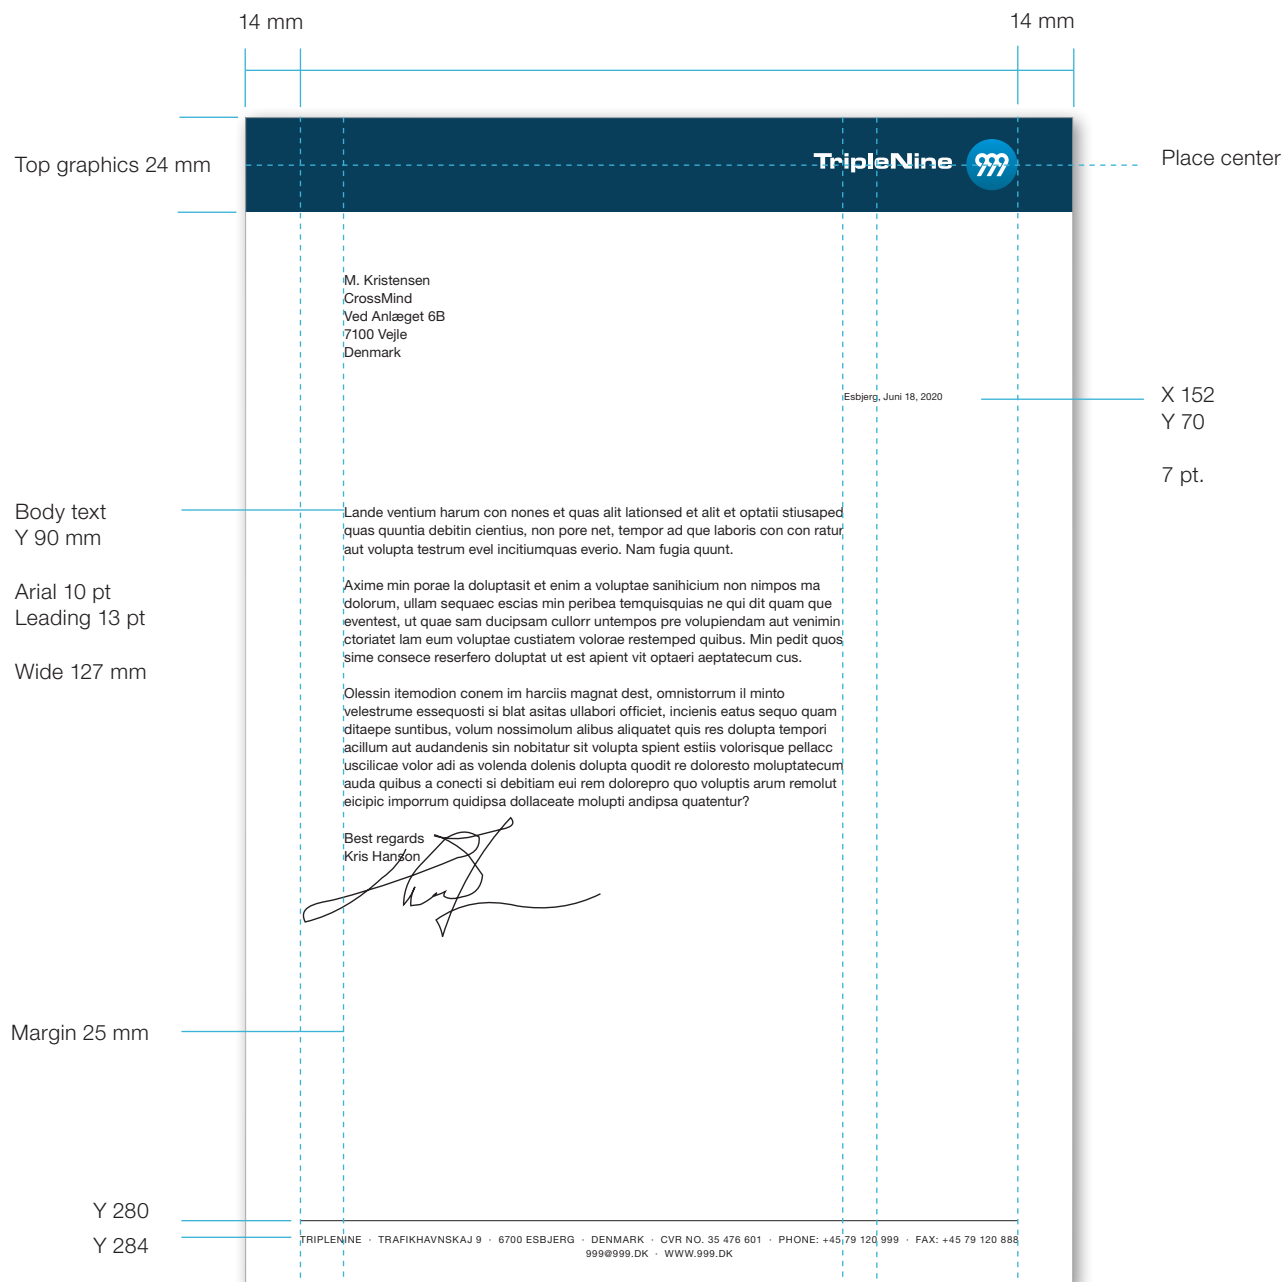 14 mm
14 mm
Top graphics 24 mm
TripleNine 999
Place center
M. Kristensen
CrossMind
Ved Anlæget 6B
7100 Vejle
Denmark
Esbjerg, Juni 18, 2020
X 152
Y 70
7 pt.
Body text
Y 90 mm
Arial 10 pt
Leading 13 pt
Wide 127 mm
Lande ventium harum con nones et quas alit lationsed et alit et optatii stiusaped
quas quuntia debitin cientius, non pore net, tempor ad que laboris con con ratur
aut volupta testrum evel incitiumquas everio. Nam fugia quunt.
Axime min porae la doluptasit et enim a voluptae sanihicium non nimpos ma
dolorum, ullam sequaec escias min peribea temquisquias ne qui dit quam que
eventest, ut quae sam ducipsam cullorr untempos pre volupiendam aut venimin
ctoriatet lam eum voluptae custiatem volorae restemped quibus. Min pedit quos
sime consece reserfero doluptat ut est apient vit optaeri aeptatecum cus.
Olessin itemodion conem im harciis magnat dest, omnistorrum il minto
velestrume essequosti si blat asitas ullabori officiet, incienis eatus sequo quam
ditaepe suntibus, volum nossimolum alibus aliquatet quis res dolupta tempori
acillum aut audandenis sin nobitatur sit volupta spient estiis volorisque pellacc
uscilicae volor adi as volenda dolenis dolupta quodit re doloresto moluptatecum
auda quibus a conecti si debitiam eui rem dolorepro quo voluptis arum remolut
eicipic imporrum quidipsa dollaceate molupti andipsa quatentur?
Best regards
Kris Hanson
Margin 25 mm
Y 280
Y 284
TRIPLENINE · TRAFIKHAVNSKAJ 9 · 6700 ESBJERG · DENMARK · CVR NO. 35 476 601 · PHONE: +45 79 120 999 · FAX: +45 79 120 888
999@999.DK · WWW.999.DK